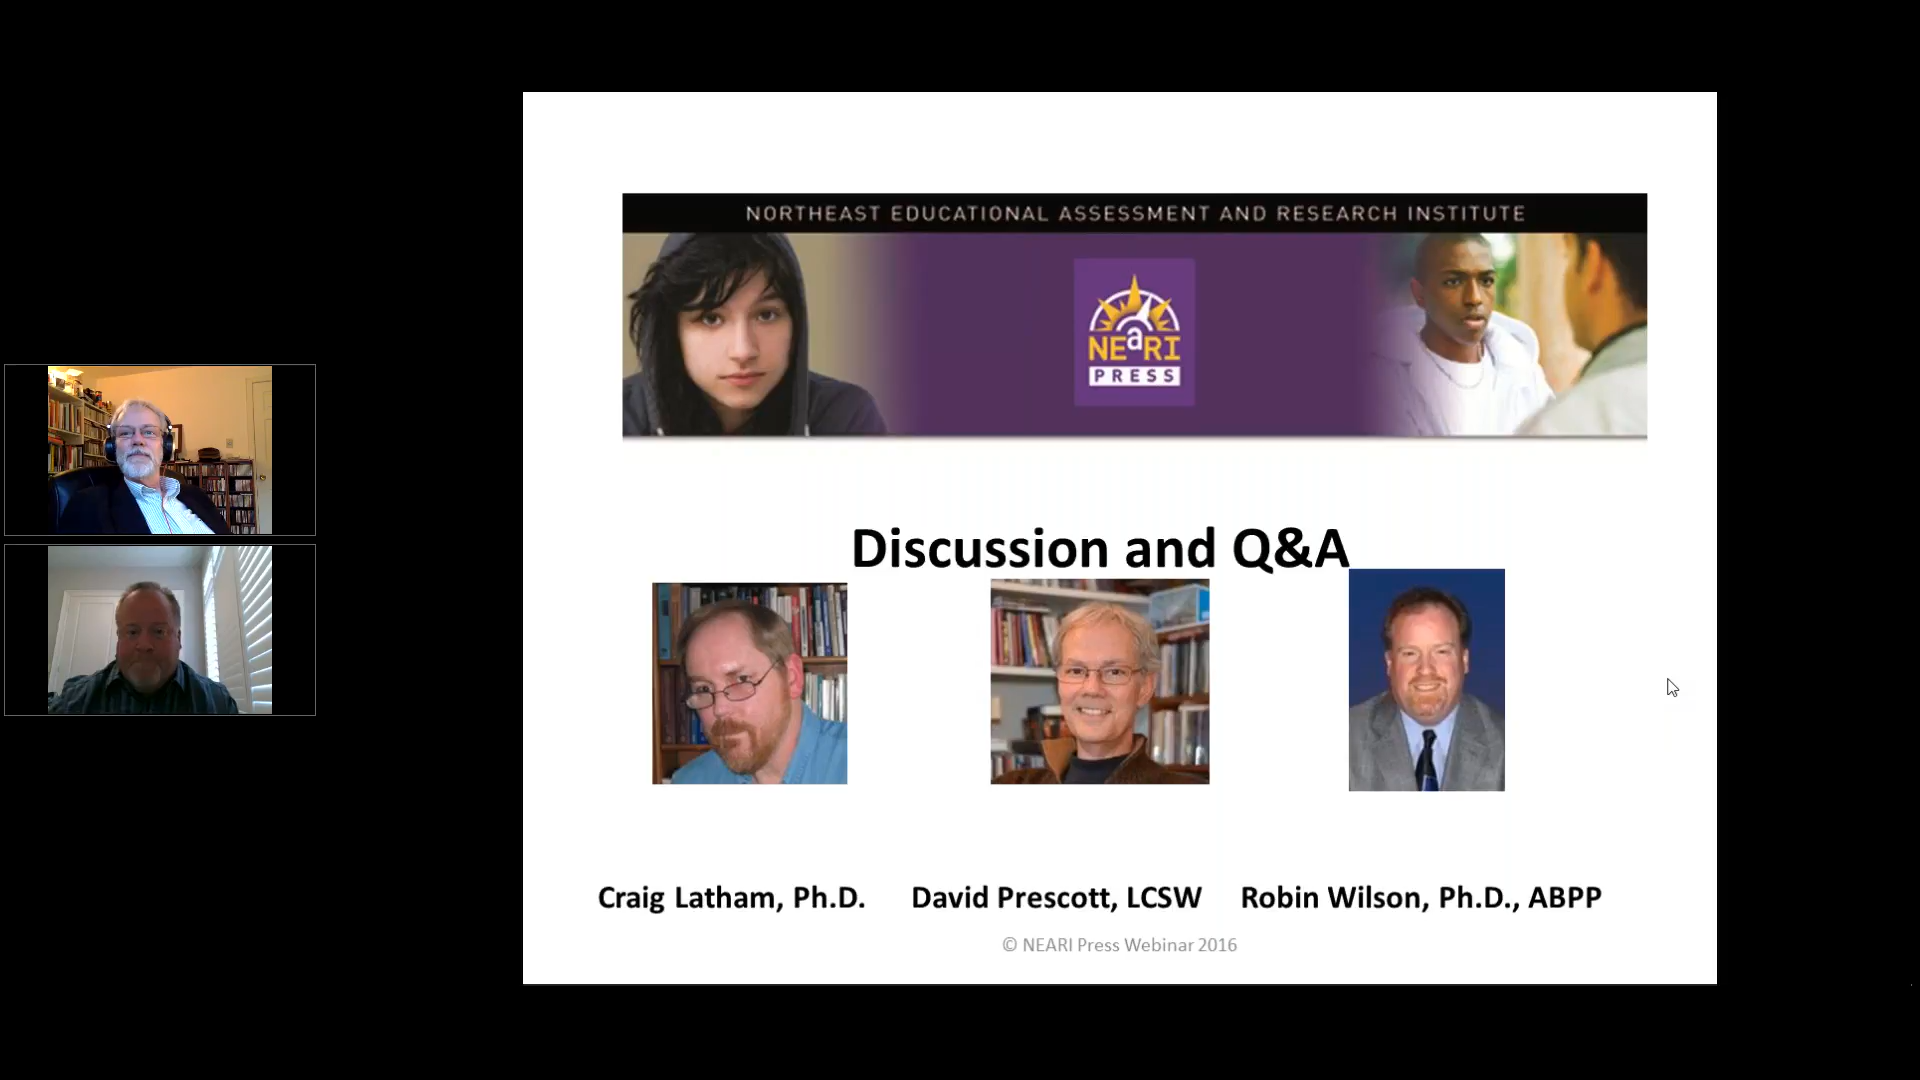 NORTHEAST EDUCATIONAL ASSESSMENT AND RESEARCH INSTITUTE
NEaRI
PRESS
Discussion and Q&A
Craig Latham, Ph.D. David Prescott, LCSW Robin Wilson, Ph.D., ABPP
© NEARI Press Webinar 2016